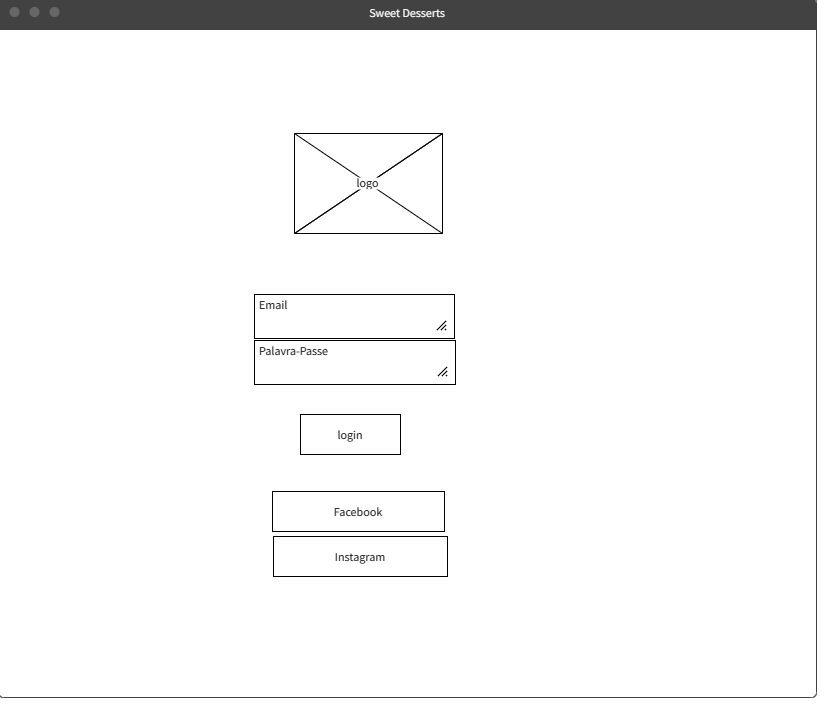 Sweet Desserts
logo
Email
Palavra-Passe
login
Facebook
Instagram